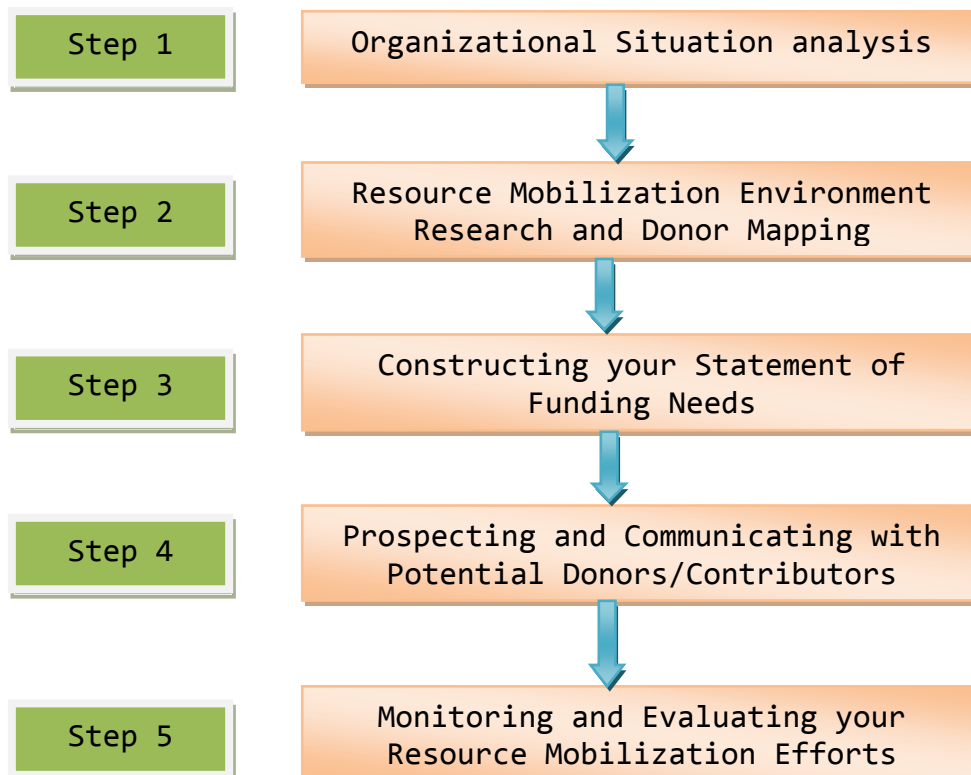 Step 1
Organizational Situation analysis
Step 2
Resource Mobilization Environment
Research and Donor Mapping
Step 3
Constructing your Statement of
Funding Needs
Step 4
Prospecting and Communicating with
Potential Donors/Contributors
Step 5
Monitoring and Evaluating your
Resource Mobilization Efforts